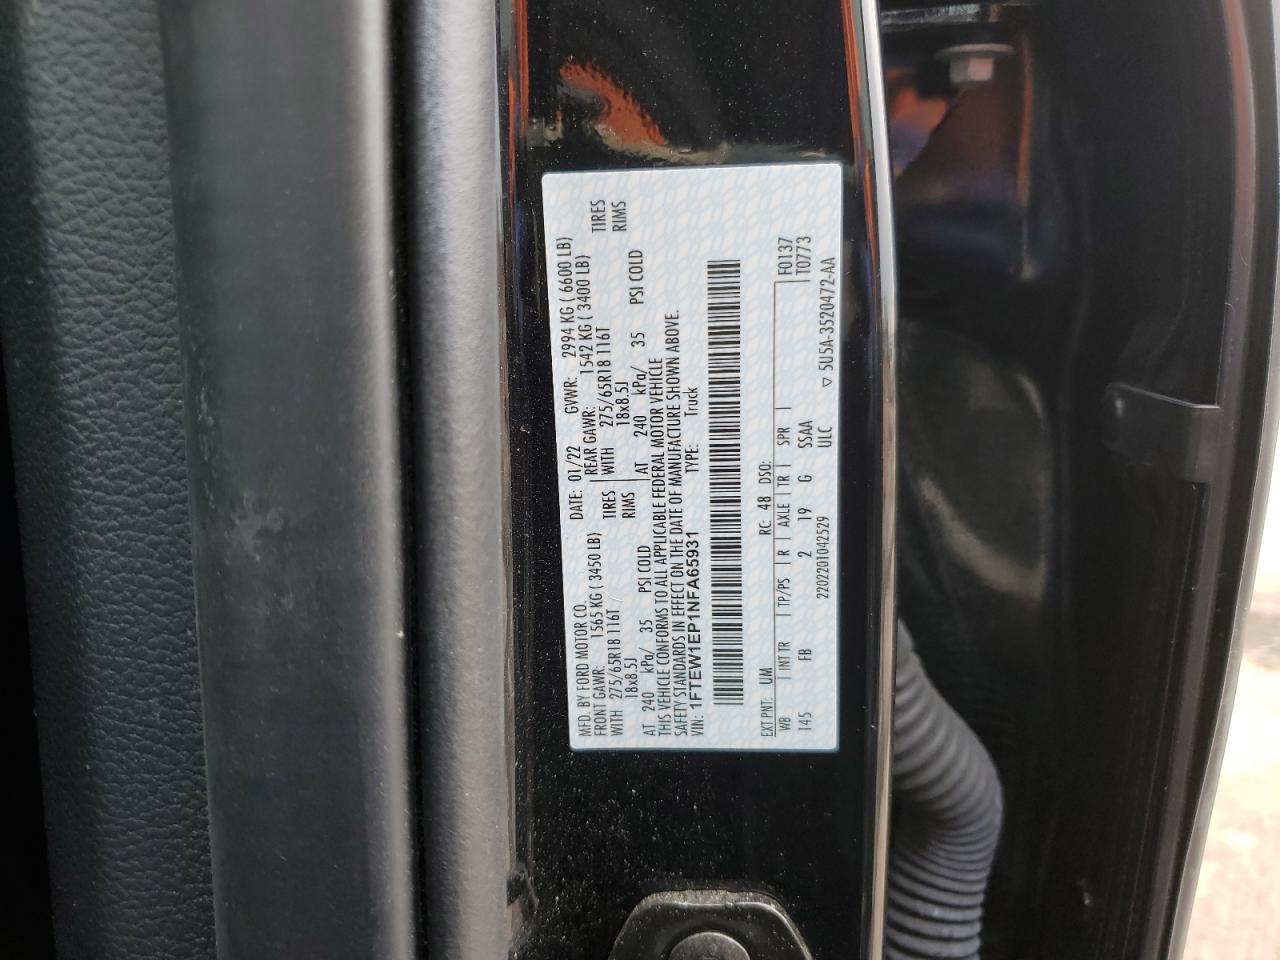 MFD. BY FORD MOTOR CO. DATE: 01/22 GVWR: 2994 KG ( 6600 LB)
FRONT GAWR: 1565 KG ( 3450 LB) REAR GAWR: 1542 KG ( 3400 LB)
WITH 275/65R18 116T TIRES WITH 275/65R18 116T TIRES
18x8.5J RIMS 18x8.5J RIMS
AT 240 kPa/ 35 PSI COLD AT 240 kPa/ 35 PSI COLD
THIS VEHICLE CONFORMS TO ALL APPLICABLE FEDERAL MOTOR VEHICLE
SAFETY STANDARDS IN EFFECT ON THE DATE OF MANUFACTURE SHOWN ABOVE.
VIN: 1FTEW1EP1NFA65931 TYPE: Truck
EXT PNT: UM RC: 48 DSO: F0137
WB INT TR TP/PS R AXLE TR SPR T0773
145 FB 2 19 G SSAA
2202201042529 ULC ▽ 5U5A-3520472-AA